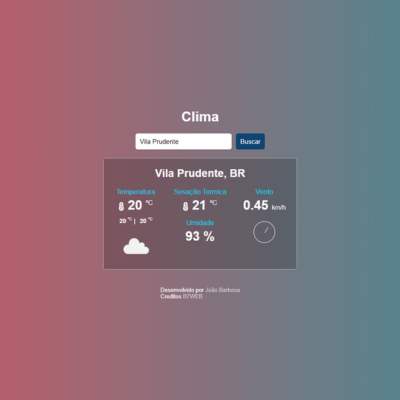 Clima
Vila Prudente Buscar
Vila Prudente, BR
Temperatura Sesação Termica Vento
20 °C 21 °C 0.45 km/h
20 °C | 20 °C
Umidade
93 %
Desenvolvido por João Barbosa
Creditos B7WEB